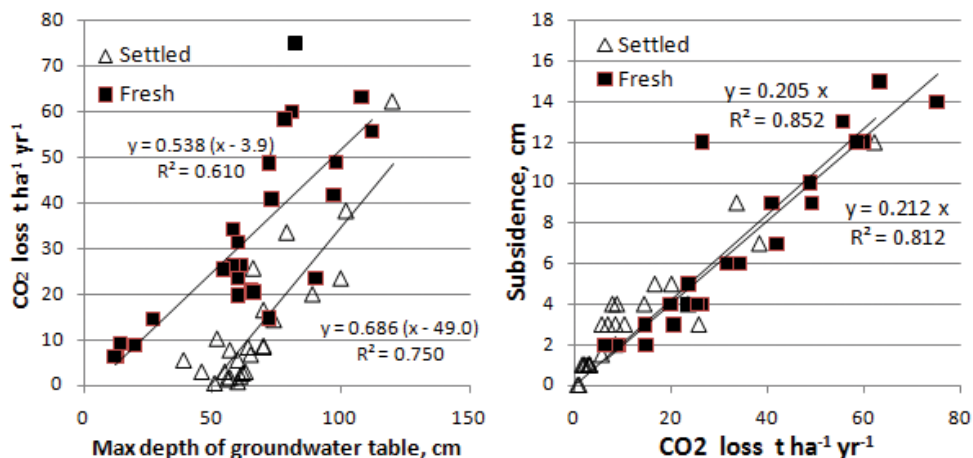 80
70
60
50
40
30
20
10
0
0 50 100 150
CO₂ loss t ha⁻¹ yr⁻¹
Max depth of groundwater table, cm
Settled
Fresh
y = 0.538 (x - 3.9)
R² = 0.610
y = 0.686 (x - 49.0)
R² = 0.750
18
16
14
12
10
8
6
4
2
0
0 20 40 60 80
Subsidence, cm
CO2 loss t ha⁻¹ yr⁻¹
Settled
Fresh
y = 0.205 x
R² = 0.852
y = 0.212 x
R² = 0.812